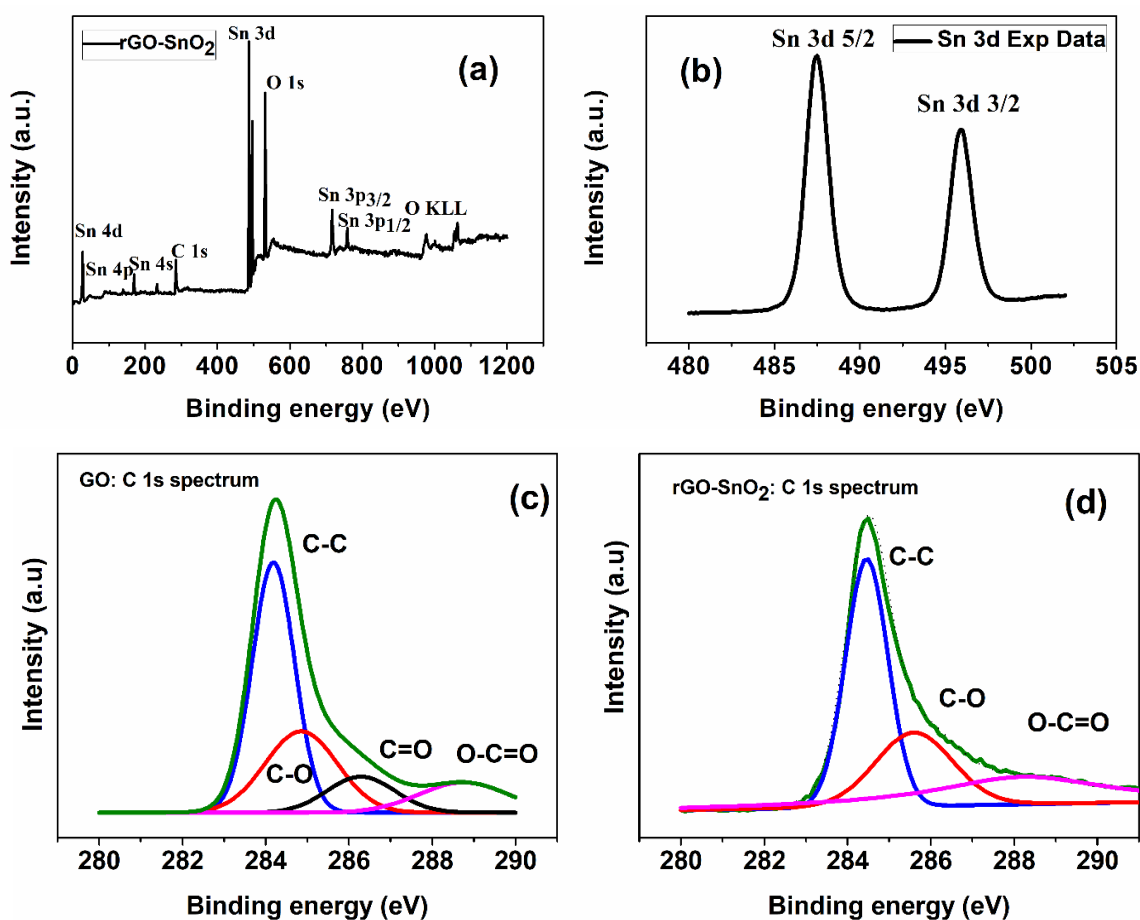 rGO-SnO2
(a)
Sn 3d
O 1s
Sn 3p3/2
Sn 3p1/2
O KLL
Sn 4d
Sn 4p
Sn 4s
C 1s
Intensity (a.u.)
0 200 400 600 800 1000 1200
Binding energy (eV)
Sn 3d Exp Data
(b)
Sn 3d 5/2
Sn 3d 3/2
Intensity (a.u.)
480 485 490 495 500 505
Binding energy (eV)
GO: C 1s spectrum
(c)
C-C
C-O
C=O
O-C=O
Intensity (a.u)
280 282 284 286 288 290
Binding energy (eV)
rGO-SnO2: C 1s spectrum
(d)
C-C
C-O
O-C=O
Intensity (a.u)
280 282 284 286 288 290
Binding energy (eV)